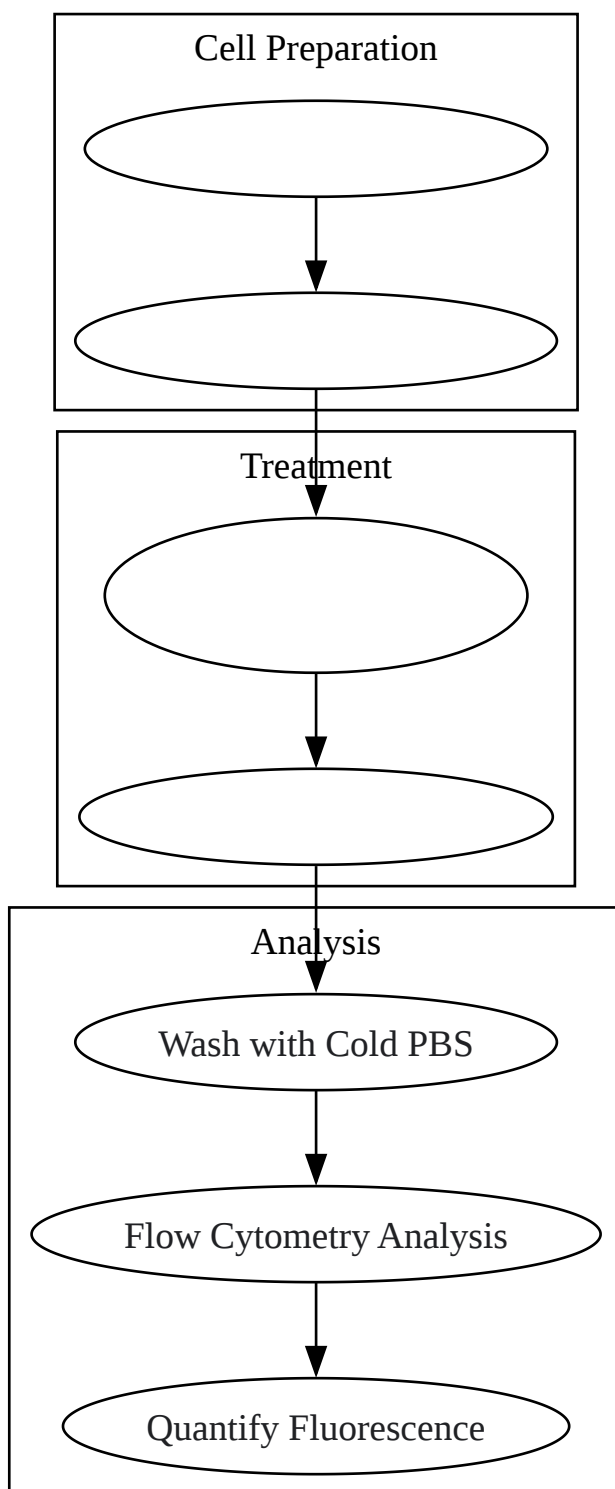 Cell Preparation
Treatment
Analysis
Wash with Cold PBS
Flow Cytometry Analysis
Quantify Fluorescence